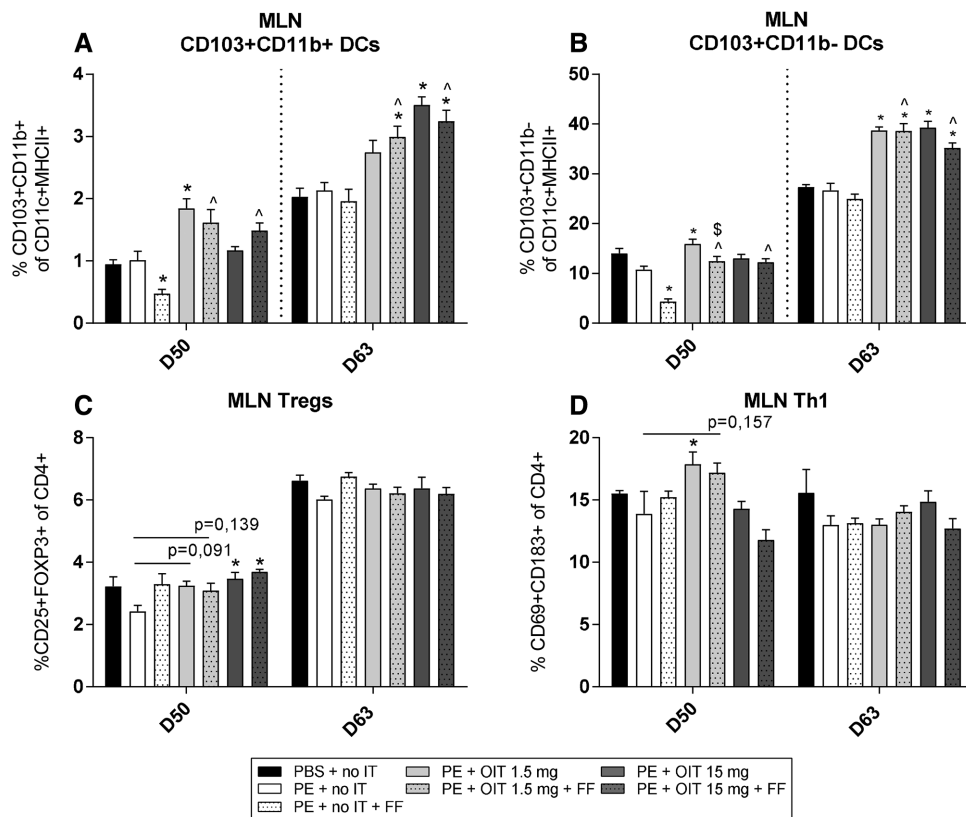 A
MLN
CD103+CD11b+ DCs
% CD103+CD11b+
of CD11c+MHCII+
4
3
2
1
0
*
*
^
^
^
*
*
^
*
D50
D63
B
MLN
CD103+CD11b- DCs
% CD103+CD11b-
of CD11c+MHCII+
50
40
30
20
10
0
*
*
$
^
^
*
^
*
*
^
*
D50
D63
C
MLN Tregs
%CD25+FOXP3+ of CD4+
8
6
4
2
0
p=0,139
p=0,091
*
*
D50
D63
D
MLN Th1
% CD69+CD183+ of CD4+
20
15
10
5
0
p=0,157
*
D50
D63
PBS + no IT
PE + no IT
PE + no IT + FF
PE + OIT 1.5 mg
PE + OIT 1.5 mg + FF
PE + OIT 15 mg
PE + OIT 15 mg + FF